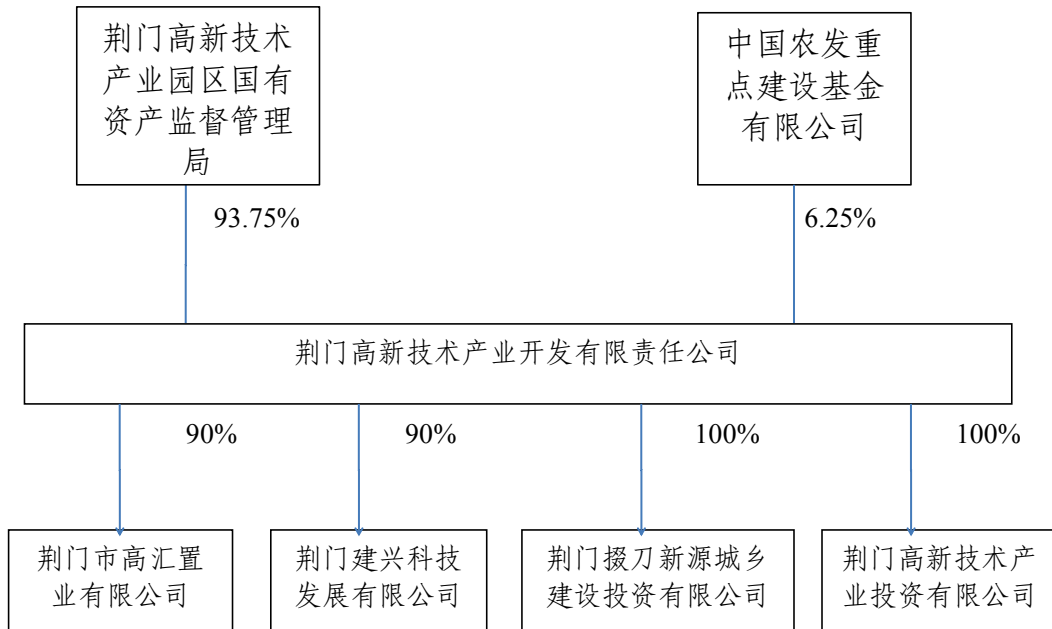 荆门高新技术
产业园区国有
资产监督管理
局
中国农发重
点建设基金
有限公司
93.75%
6.25%
荆门高新技术产业开发有限责任公司
90%
90%
100%
100%
荆门市高汇置
业有限公司
荆门建兴科技
发展有限公司
荆门掇刀新源城乡
建设投资有限公司
荆门高新技术产
业投资有限公司